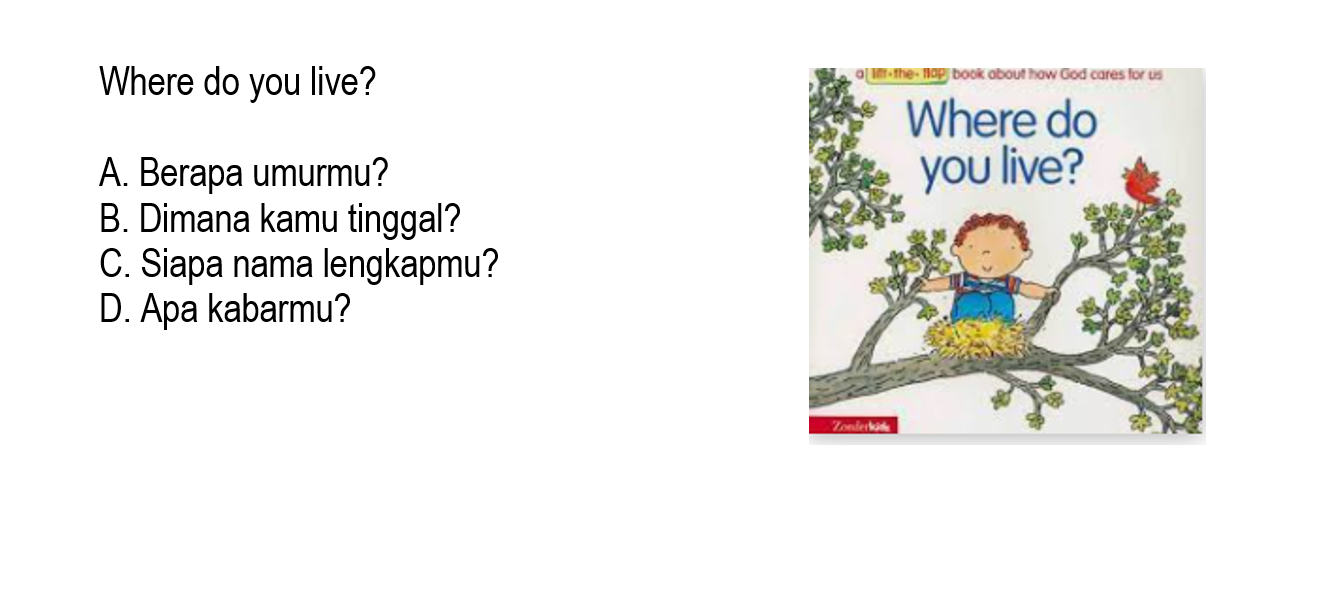 Where do you live?
A. Berapa umurmu?
B. Dimana kamu tinggal?
C. Siapa nama lengkapmu?
D. Apa kabarmu?
a lift-the-flap book about how God cares for us
Where do
you live?
Zonderkidz